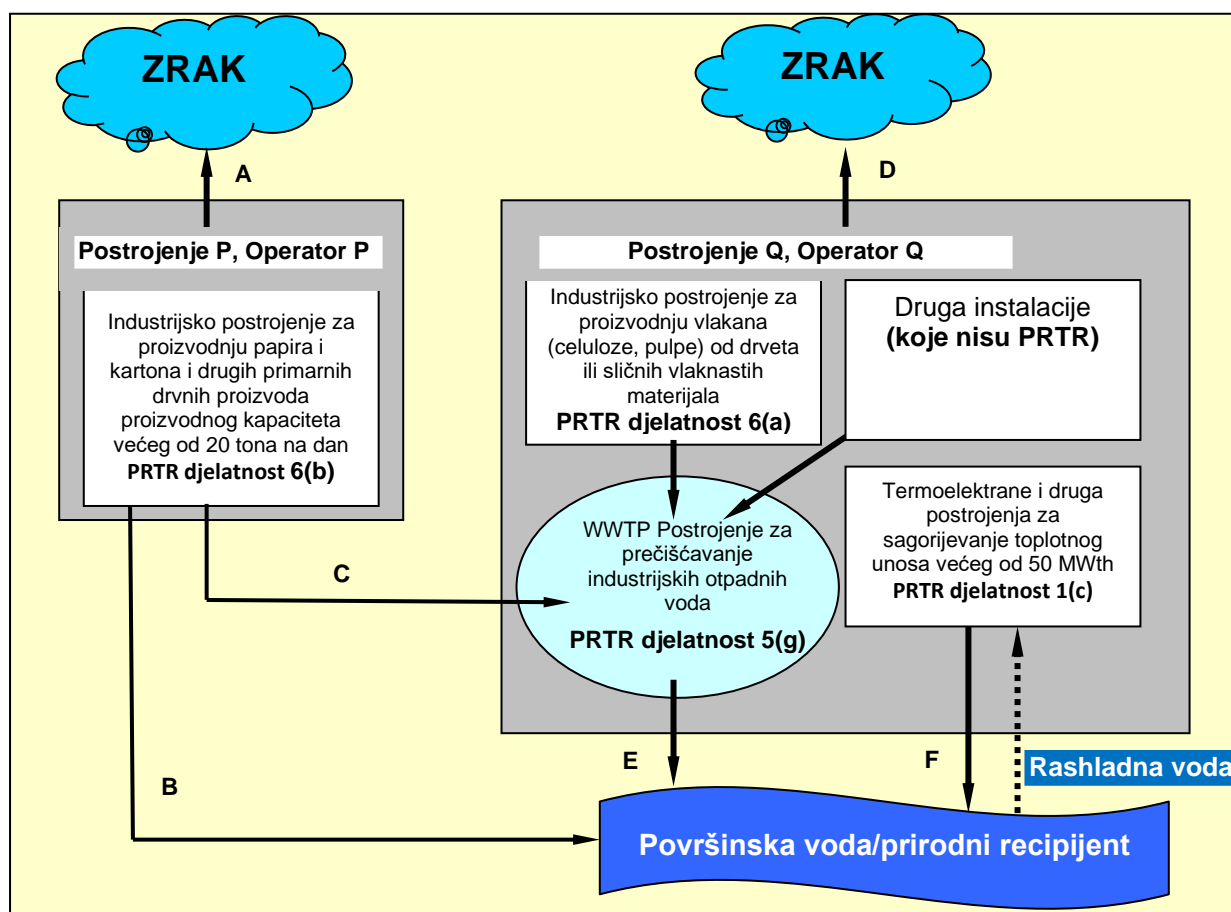 ZRAK
ZRAK
A
D
Postrojenje P, Operator P
Industrijsko postrojenje za
proizvodnju papira i
kartona i drugih primarnih
drvnih proizvoda
proizvodnog kapaciteta
većeg od 20 tona na dan
PRTR djelatnost 6(b)
Postrojenje Q, Operator Q
Industrijsko postrojenje za
proizvodnju vlakana
(celuloze, pulpe) od drveta
ili sličnih vlaknastih
materijala
PRTR djelatnost 6(a)
Druga instalacije
(koje nisu PRTR)
WWTP Postrojenje za
prečišćavanje
industrijskih otpadnih
voda
PRTR djelatnost 5(g)
Termoelektrane i druga
postrojenja za
sagorijevanje toplotnog
unosa većeg od 50 MWth
PRTR djelatnost 1(c)
C
B
E
F
Rashladna voda
Površinska voda/prirodni recipijent